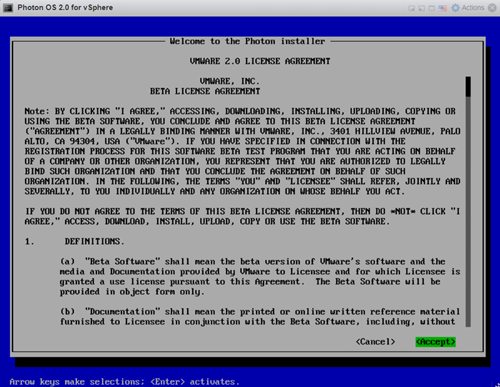 Photon OS 2.0 for vSphere
Actions
Welcome to the Photon installer
VMWARE 2.0 LICENSE AGREEMENT
VMWARE, INC.
BETA LICENSE AGREEMENT
Note: BY CLICKING "I AGREE," ACCESSING, DOWNLOADING, INSTALLING, UPLOADING, COPYING OR
USING THE BETA SOFTWARE, YOU CONCLUDE AND AGREE TO THIS BETA LICENSE AGREEMENT
("AGREEMENT") IN A LEGALLY BINDING MANNER WITH VMWARE, INC., 3401 HILLVIEW AVENUE, PALO
ALTO, CA 94304, USA ("VMware"). IF YOU HAVE SPECIFIED IN CONNECTION WITH THE
REGISTRATION PROCESS FOR THIS SOFTWARE BETA TEST PROGRAM THAT YOU ARE ACTING ON BEHALF
OF A COMPANY OR OTHER ORGANIZATION, YOU REPRESENT THAT YOU ARE AUTHORIZED TO LEGALLY
BIND SUCH ORGANIZATION AND THAT YOU CONCLUDE THE AGREEMENT ON BEHALF OF SUCH
ORGANIZATION. IN THE FOLLOWING, THE TERMS "YOU" AND "LICENSEE" SHALL REFER, JOINTLY AND
SEVERALLY, TO YOU INDIVIDUALLY AND ANY ORGANIZATION ON WHOSE BEHALF YOU ACT.
IF YOU DO NOT AGREE TO THE TERMS OF THIS BETA LICENSE AGREEMENT, THEN DO *NOT* CLICK "I
AGREE," ACCESS, DOWNLOAD, INSTALL, UPLOAD, COPY OR USE THE BETA SOFTWARE.
1. DEFINITIONS.
(a) "Beta Software" shall mean the beta version of VMware's software and the
media and Documentation provided by VMware to Licensee and for which Licensee is
granted a use license pursuant to this Agreement. The Beta Software will be
provided in object form only.
(b) "Documentation" shall mean the printed or online written reference material
furnished to Licensee in conjunction with the Beta Software, including, without
<Cancel> <Accept>
Arrow keys make selections; <Enter> activates.